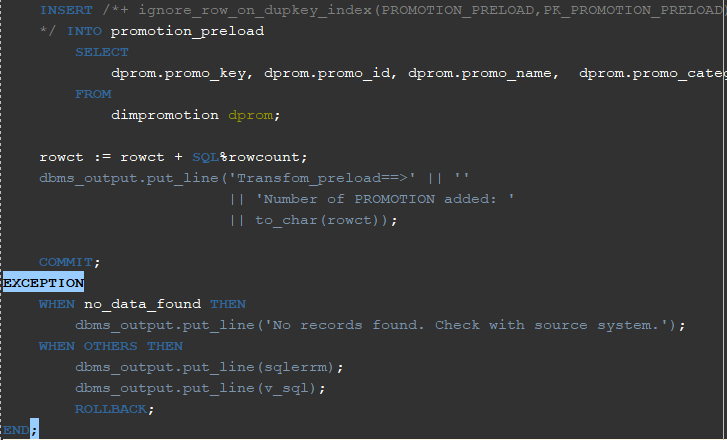 INSERT /*+ ignore_row_on_dupkey_index(PROMOTION_PRELOAD,PK_PROMOTION_PRELOAD)
*/ INTO promotion_preload
SELECT
dprom.promo_key, dprom.promo_id, dprom.promo_name, dprom.promo_categ
FROM
dimpromotion dprom;
rowct := rowct + SQL%rowcount;
dbms_output.put_line('Transfom_preload==>' || ''
|| 'Number of PROMOTION added: '
|| to_char(rowct));
COMMIT;
EXCEPTION
WHEN no_data_found THEN
dbms_output.put_line('No records found. Check with source system.');
WHEN OTHERS THEN
dbms_output.put_line(sqlerrm);
dbms_output.put_line(v_sql);
ROLLBACK;
END;